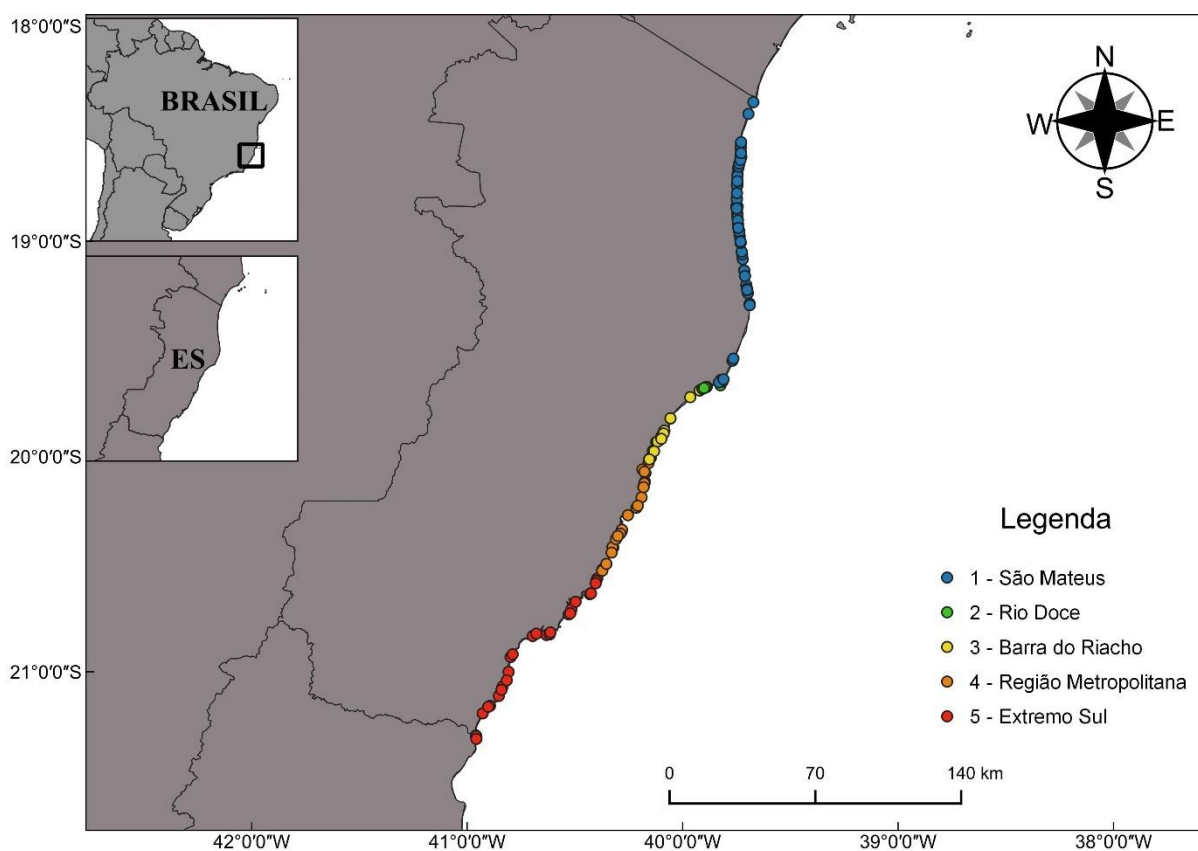 18°0'0"S
19°0'0"S
20°0'0"S
21°0'0"S
BRASIL
ES
N
W
E
S
Legenda
1 - São Mateus
2 - Rio Doce
3 - Barra do Riacho
4 - Região Metropolitana
5 - Extremo Sul
0 70 140 km
42°0'0"W 41°0'0"W 40°0'0"W 39°0'0"W 38°0'0"W